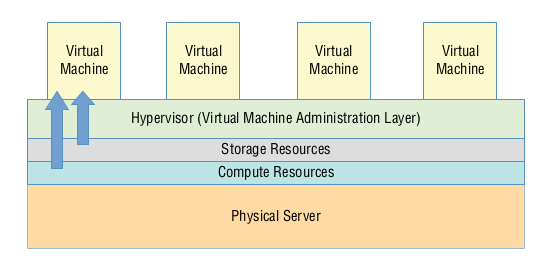 Virtual
Machine
Virtual
Machine
Virtual
Machine
Virtual
Machine
Hypervisor (Virtual Machine Administration Layer)
Storage Resources
Compute Resources
Physical Server